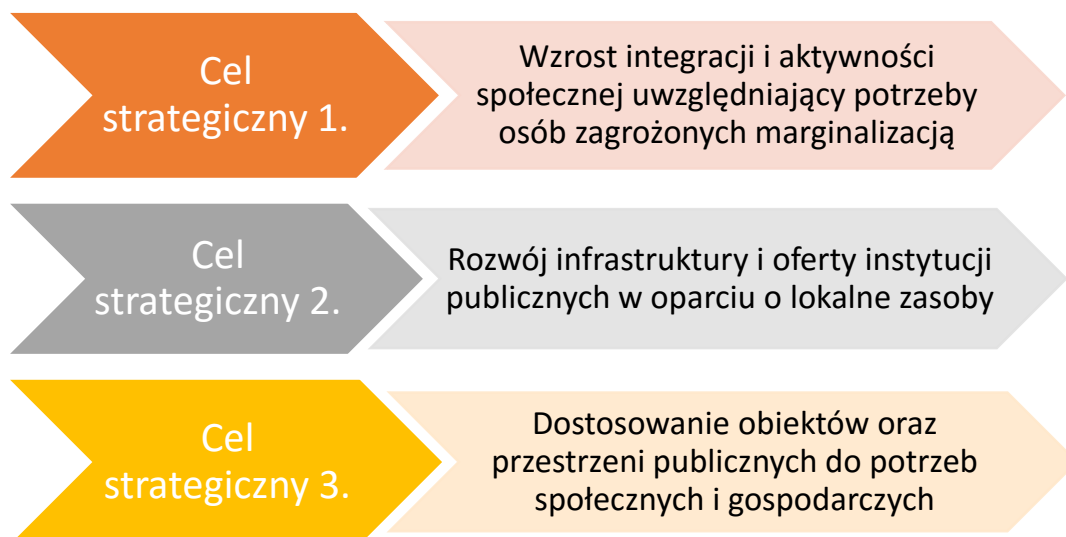 Cel
strategiczny 1.
Wzrost integracji i aktywności
społecznej uwzględniający potrzeby
osób zagrożonych marginalizacją
Cel
strategiczny 2.
Rozwój infrastruktury i oferty instytucji
publicznych w oparciu o lokalne zasoby
Cel
strategiczny 3.
Dostosowanie obiektów oraz
przestrzeni publicznych do potrzeb
społecznych i gospodarczych